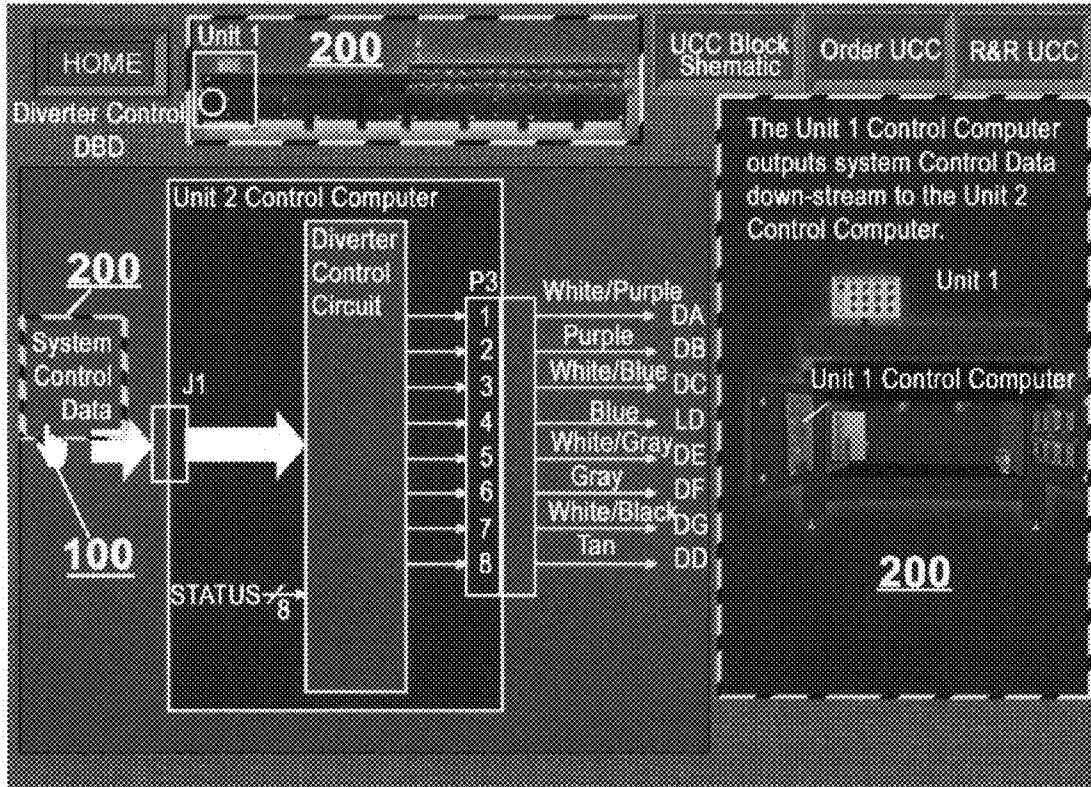 HOME
Diverter Control
DBD
Unit 1
200
UCC Block
Shematic
Order UCC
R&R UCC
Unit 2 Control Computer
Diverter
Control
Circuit
200
System
Control
Data
J1
100
STATUS
8
P3
1
2
3
4
5
6
7
8
White/Purple
DA
Purple
DB
White/Blue
DC
Blue
LD
White/Gray
DE
Gray
DF
White/Black
DG
Tan
DD
The Unit 1 Control Computer
outputs system Control Data
down-stream to the Unit 2
Control Computer.
Unit 1
Unit 1 Control Computer
200